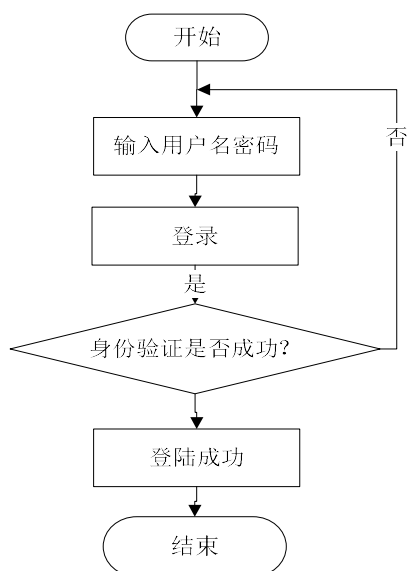 开始
输入用户名密码
否
登录
是
身份验证是否成功?
登陆成功
结束